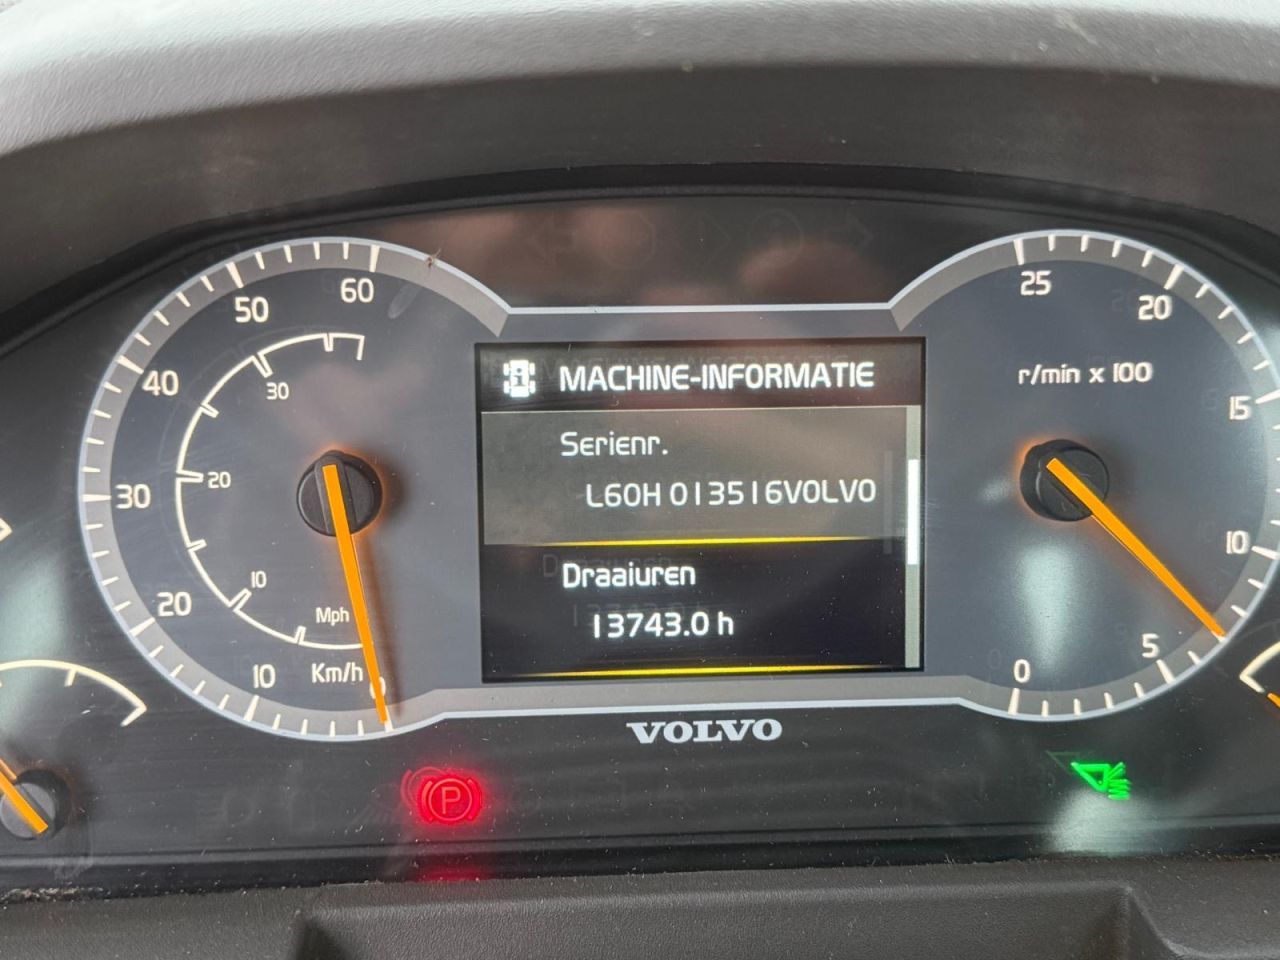 60
50
40
30
20
10
0
30
20
10
Mph
Km/h
MACHINE-INFORMATIE
Serienr.
L60H 013516VOLVO
Draaiuren
13743.0 h
25
20
r/min x 100
15
10
5
0
VOLVO
P